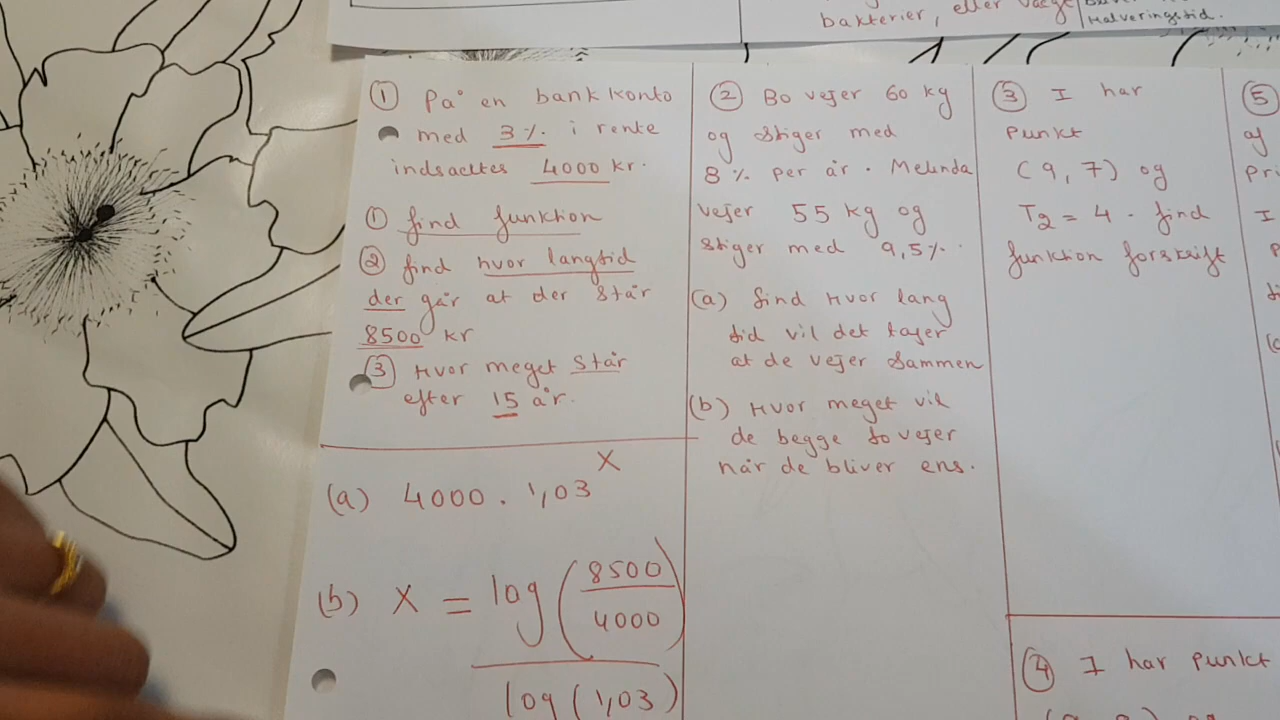 bakterier, eller
Halveringstid.
① På en bankkonto
med 3% i rente
indsaettes 4000 kr.
① find funktion
② find hvor langtid
der går at der står
8500 kr
③ Hvor meget står
efter 15 år.
(a) 4000 . 1,03^x
(b) x = log(8500/4000)
log(1,03)
② Bo vejer 60 kg
og stiger med
8% per år. Melinda
vejer 55 kg og
stiger med 9,5%.
(a) find Hvor lang
tid vil det tager
at de vejer sammen
(b) Hvor meget vil
de begge to vejer
når de bliver ens.
③ I har
punkt
(9,7) og
T₂ = 4. find
funktion forskrift
④ I har punkt
⑤
af
I